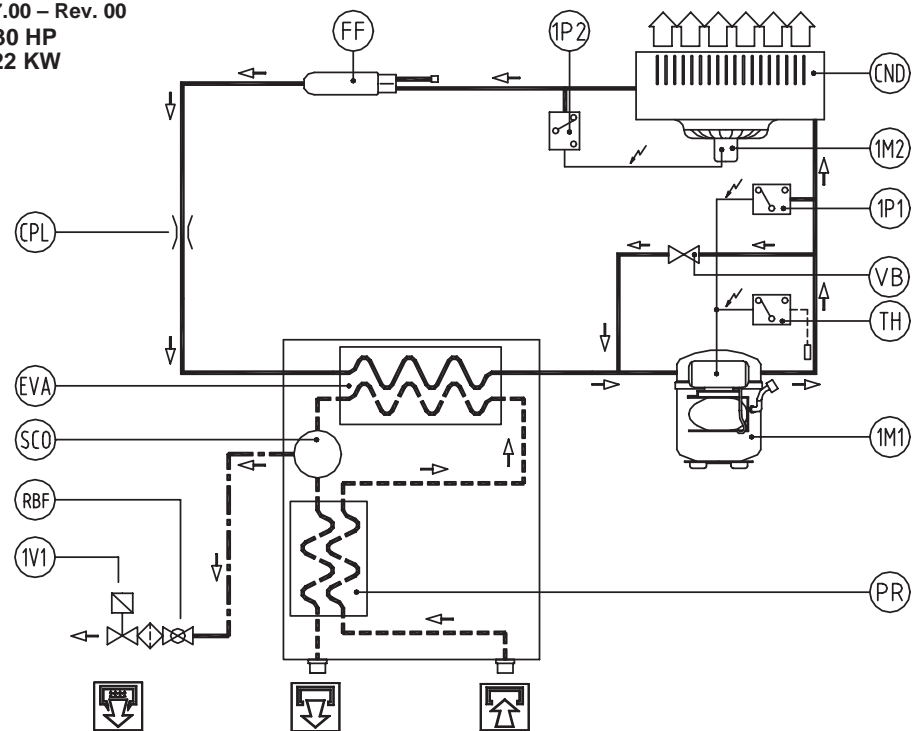 7.00 – Rev. 00
30 HP
22 KW
FF
1P2
CND
1M2
1P1
CPL
VB
TH
EVA
SCO
1M1
RBF
1V1
PR